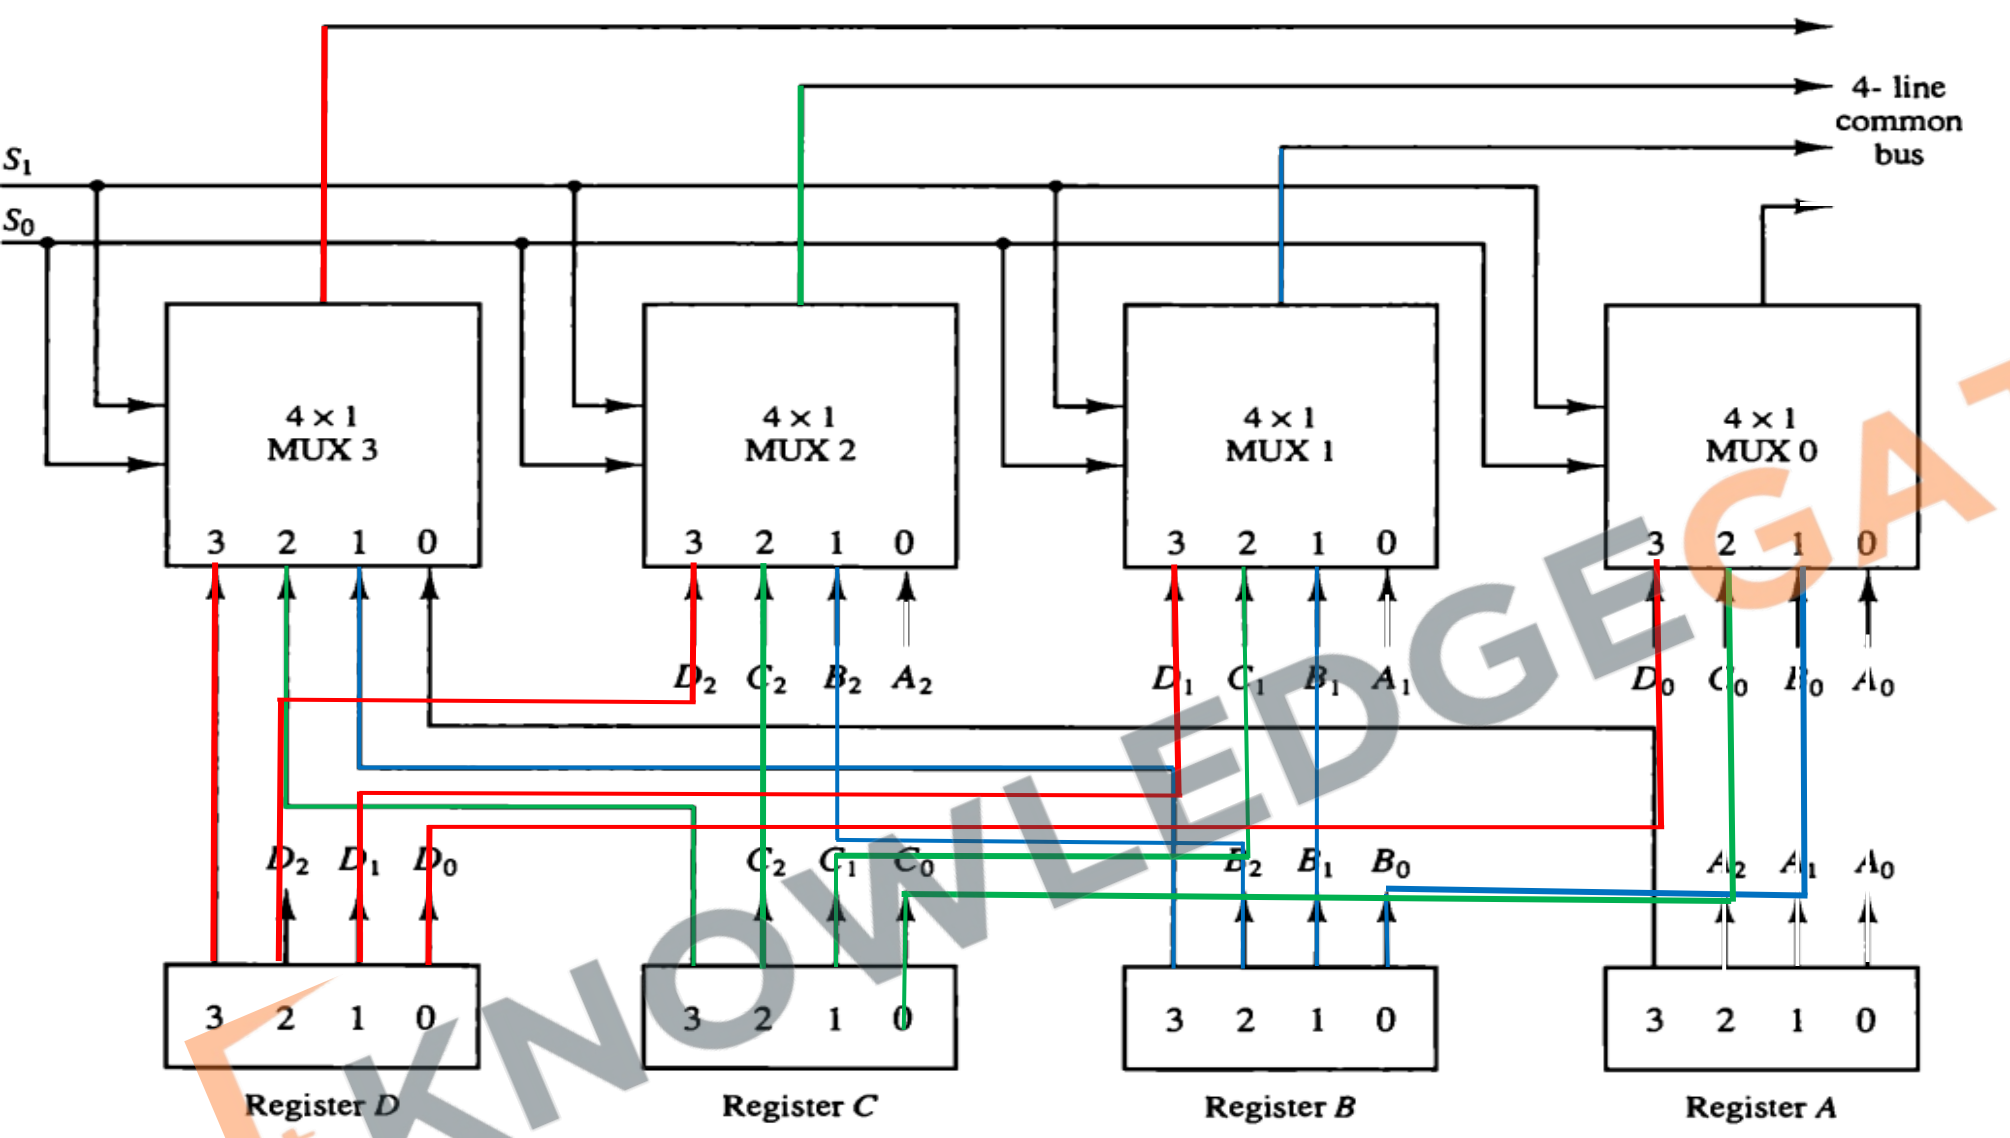 4- line
common
bus
S1
S0
4 × 1
MUX 3
4 × 1
MUX 2
4 × 1
MUX 1
4 × 1
MUX 0
3 2 1 0
3 2 1 0
3 2 1 0
3 2 1 0
D2 C2 B2 A2
D1 C1 B1 A1
D0 C0 B0 A0
D2 D1 D0
C2 C1 C0
B2 B1 B0
A2 A1 A0
3 2 1 0
3 2 1 0
3 2 1 0
3 2 1 0
Register D
Register C
Register B
Register A
KNOWLEDGEGAT